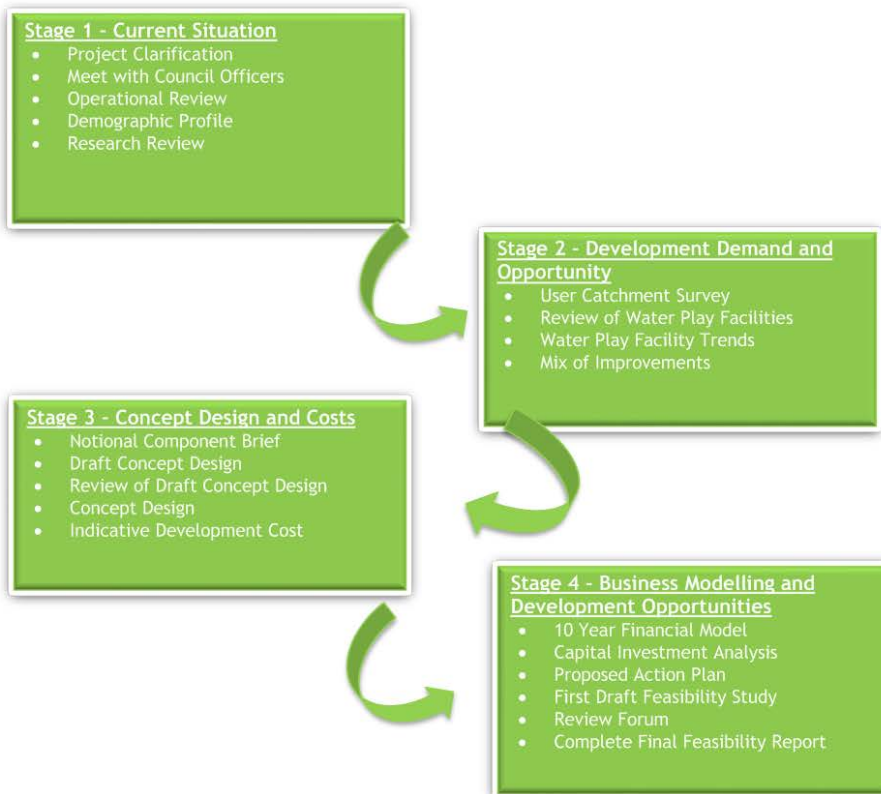 Stage 1 - Current Situation
• Project Clarification
• Meet with Council Officers
• Operational Review
• Demographic Profile
• Research Review
Stage 2 - Development Demand and
Opportunity
• User Catchment Survey
• Review of Water Play Facilities
• Water Play Facility Trends
• Mix of Improvements
Stage 3 - Concept Design and Costs
• Notional Component Brief
• Draft Concept Design
• Review of Draft Concept Design
• Concept Design
• Indicative Development Cost
Stage 4 - Business Modelling and
Development Opportunities
• 10 Year Financial Model
• Capital Investment Analysis
• Proposed Action Plan
• First Draft Feasibility Study
• Review Forum
• Complete Final Feasibility Report